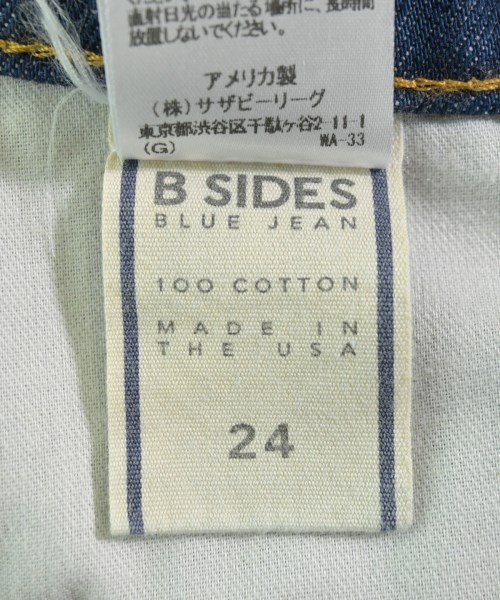 直射日光の当たる場所に、長時間
放置しないでください。
アメリカ製
(株)サザビーリーグ
東京都渋谷区千駄ヶ谷2-11-1
(G) WA-33
B SIDES
BLUE JEAN
100 COTTON
MADE IN
THE USA
24